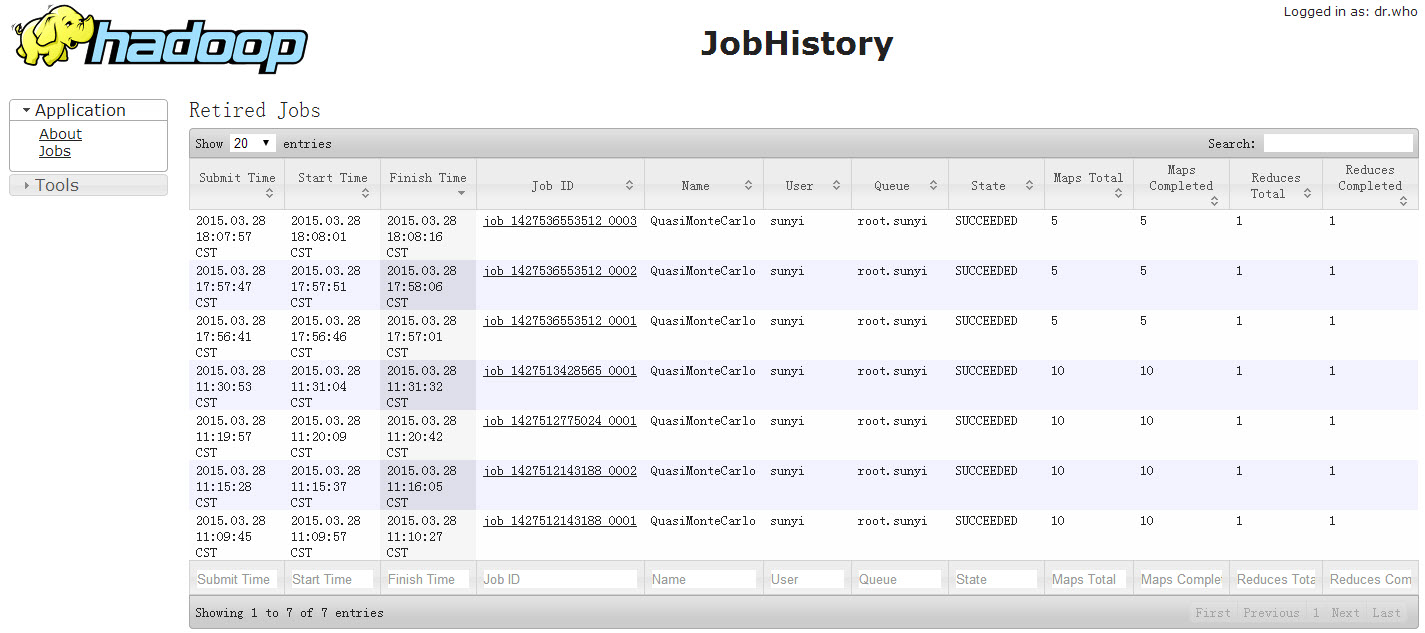 Logged in as: dr.who
hadoop
JobHistory
Application
About
Jobs
Tools
Retired Jobs
Show 20 entries
Search:
Submit Time Start Time Finish Time Job ID Name User Queue State Maps Total Maps Completed Reduces Total Reduces Completed
2015.03.28 18:07:57 CST 2015.03.28 18:08:01 CST 2015.03.28 18:08:16 CST job_1427536553512_0003 QuasiMonteCarlo sunyi root.sunyi SUCCEEDED 5 5 1 1
2015.03.28 17:57:47 CST 2015.03.28 17:57:51 CST 2015.03.28 17:58:06 CST job_1427536553512_0002 QuasiMonteCarlo sunyi root.sunyi SUCCEEDED 5 5 1 1
2015.03.28 17:56:41 CST 2015.03.28 17:56:46 CST 2015.03.28 17:57:01 CST job_1427536553512_0001 QuasiMonteCarlo sunyi root.sunyi SUCCEEDED 5 5 1 1
2015.03.28 11:30:53 CST 2015.03.28 11:31:04 CST 2015.03.28 11:31:32 CST job_1427513428565_0001 QuasiMonteCarlo sunyi root.sunyi SUCCEEDED 10 10 1 1
2015.03.28 11:19:57 CST 2015.03.28 11:20:09 CST 2015.03.28 11:20:42 CST job_1427512775024_0001 QuasiMonteCarlo sunyi root.sunyi SUCCEEDED 10 10 1 1
2015.03.28 11:15:28 CST 2015.03.28 11:15:37 CST 2015.03.28 11:16:05 CST job_1427512143188_0002 QuasiMonteCarlo sunyi root.sunyi SUCCEEDED 10 10 1 1
2015.03.28 11:09:45 CST 2015.03.28 11:09:57 CST 2015.03.28 11:10:27 CST job_1427512143188_0001 QuasiMonteCarlo sunyi root.sunyi SUCCEEDED 10 10 1 1
Submit Time Start Time Finish Time Job ID Name User Queue State Maps Total Maps Comple Reduces Tota Reduces Com
Showing 1 to 7 of 7 entries
First Previous 1 Next Last